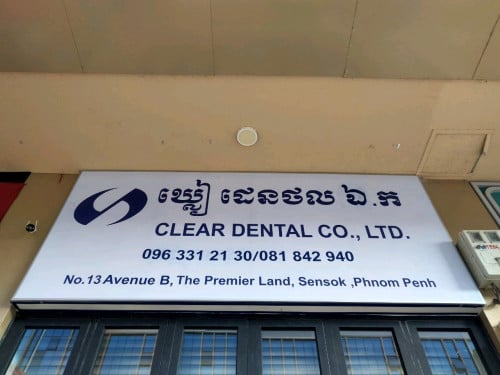 ឃ្លៀ ដេនថល ឯ.ក
CLEAR DENTAL CO., LTD.
096 331 21 30/081 842 940
No.13 Avenue B, The Premier Land, Sensok ,Phnom Penh